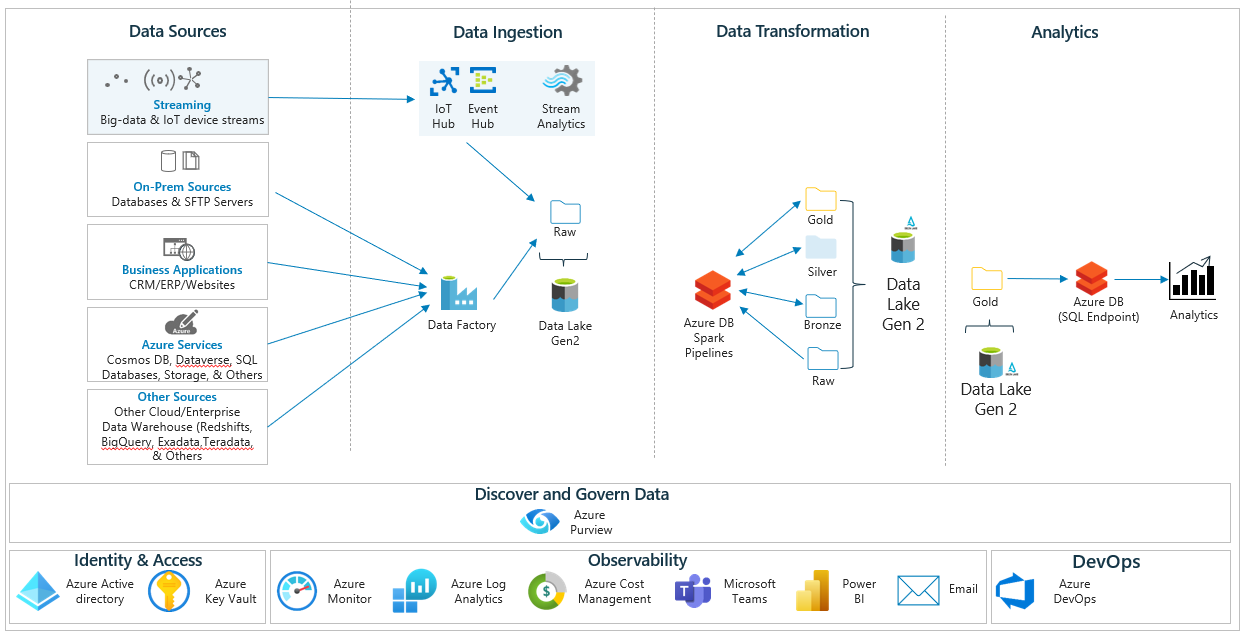 Data Sources
Data Ingestion
Data Transformation
Analytics
Streaming
Big-data & IoT device streams
On-Prem Sources
Databases & SFTP Servers
Business Applications
CRM/ERP/Websites
Azure
Azure Services
Cosmos DB, Dataverse, SQL
Databases, Storage, & Others
Other Sources
Other Cloud/Enterprise
Data Warehouse (Redshifts,
BigQuery, Exadata,Teradata,
& Others
IoT
Hub
Event
Hub
Stream
Analytics
Raw
Data Factory
Data Lake
Gen2
Azure DB
Spark
Pipelines
Gold
Silver
Bronze
Raw
Data
Lake
Gen 2
Gold
Data Lake
Gen 2
Azure DB
(SQL Endpoint)
Analytics
Discover and Govern Data
Azure
Purview
Identity & Access
Azure Active
directory
Azure
Key Vault
Observability
Azure
Monitor
Azure Log
Analytics
$
Azure Cost
Management
T
Microsoft
Teams
Power
BI
Email
DevOps
Azure
DevOps